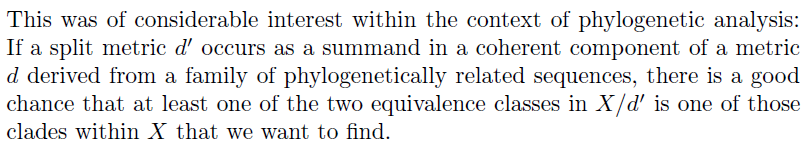 This was of considerable interest within the context of phylogenetic analysis:
If a split metric d′ occurs as a summand in a coherent component of a metric
d derived from a family of phylogenetically related sequences, there is a good
chance that at least one of the two equivalence classes in X/d′ is one of those
clades within X that we want to find.